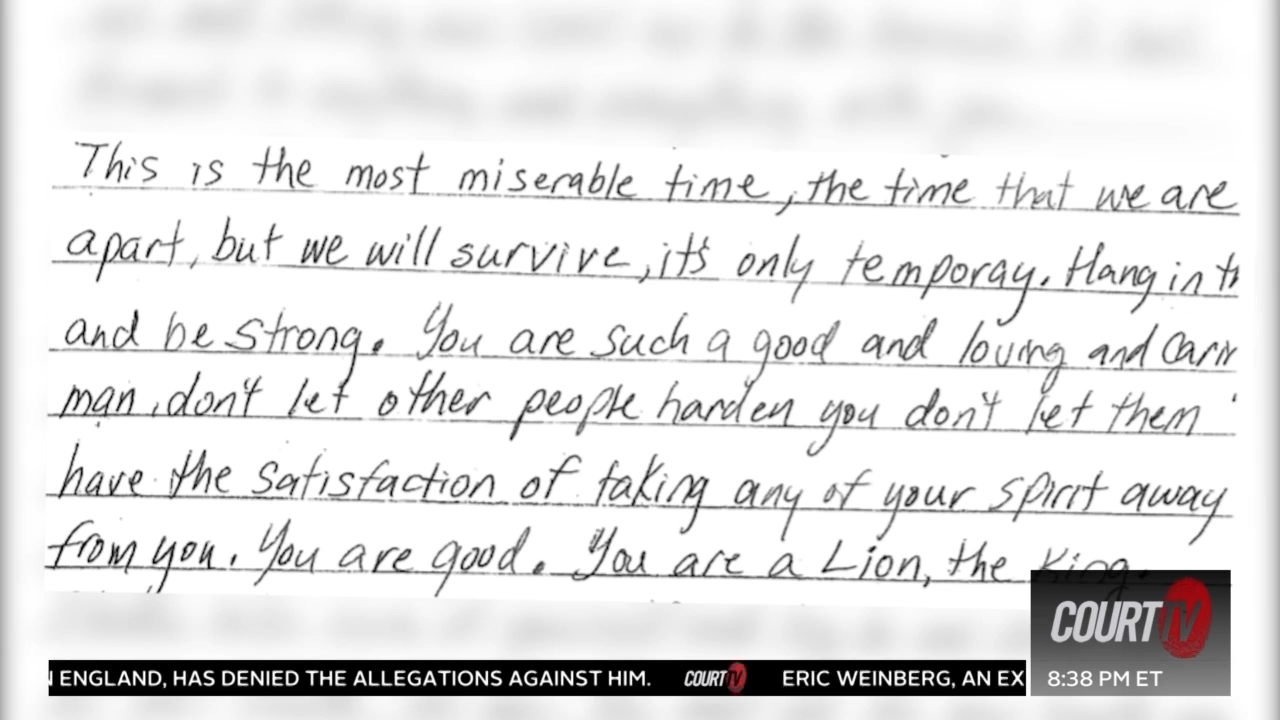 This is the most miserable time, the time that we are
apart, but we will survive, it's only temporay. Hang in th
and be strong. You are such a good and loving and carin
man, don't let other people harden you don't let them
have the satisfaction of taking any of your spirit away
from you. You are good. You are a Lion, the King.
COURT TV
N ENGLAND, HAS DENIED THE ALLEGATIONS AGAINST HIM. COURT TV ERIC WEINBERG, AN EX
8:38 PM ET